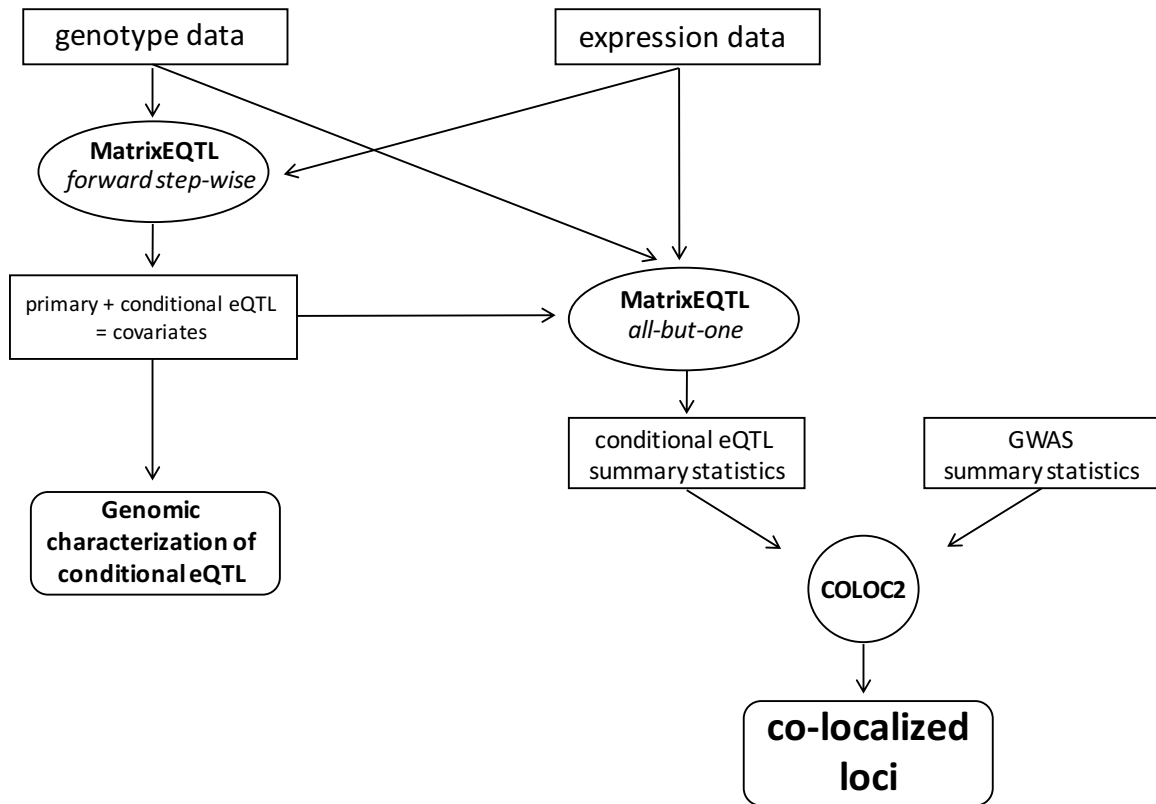 genotype data
expression data
MatrixEQTL
forward step-wise
primary + conditional eQTL
= covariates
MatrixEQTL
all-but-one
conditional eQTL
summary statistics
GWAS
summary statistics
Genomic
characterization of
conditional eQTL
COLOC2
co-localized
loci